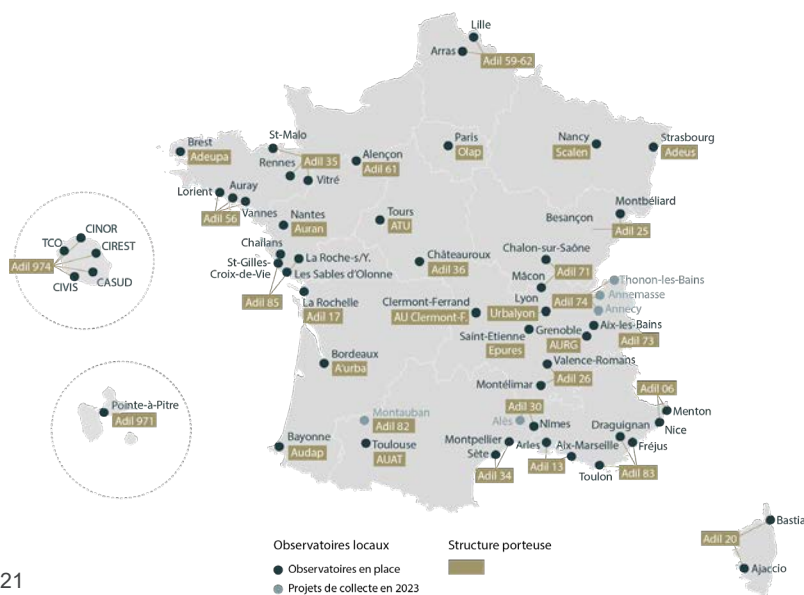 Lille
Arras
Adil 59-62
St-Malo
Brest
Adeupa
Rennes
Adil 35
Vitré
Alençon
Adil 61
Paris
Olap
Nancy
Scalen
Strasbourg
Adeus
Lorient
Auray
Adil 56
Vannes
Nantes
Auran
Tours
ATU
Montbéliard
Besançon
Adil 25
CINOR
TCO
CIREST
Adil 974
CASUD
CIVIS
Challans
St-Gilles-
Croix-de-Vie
La Roche-s/Y.
Les Sables d'Olonne
Adil 85
La Rochelle
Adil 17
Châteauroux
Adil 36
Chalon-sur-Saône
Mâcon
Adil 71
Thonon-les-Bains
Adil 74
Annemasse
Annecy
Clermont-Ferrand
AU Clermont-F.
Lyon
Urbalyon
Saint-Etienne
Epures
Grenoble
AURG
Aix-les-Bains
Adil 73
Bordeaux
A'urba
Valence-Romans
Montélimar
Adil 26
Pointe-à-Pitre
Adil 971
Montauban
Adil 82
Toulouse
AUAT
Bayonne
Audap
Adil 30
Alès
Nîmes
Montpellier
Sète
Adil 34
Arles
Adil 13
Aix-Marseille
Toulon
Draguignan
Fréjus
Adil 83
Adil 06
Menton
Nice
Bastia
Adil 20
Ajaccio
Observatoires locaux
Structure porteuse
Observatoires en place
Projets de collecte en 2023
21